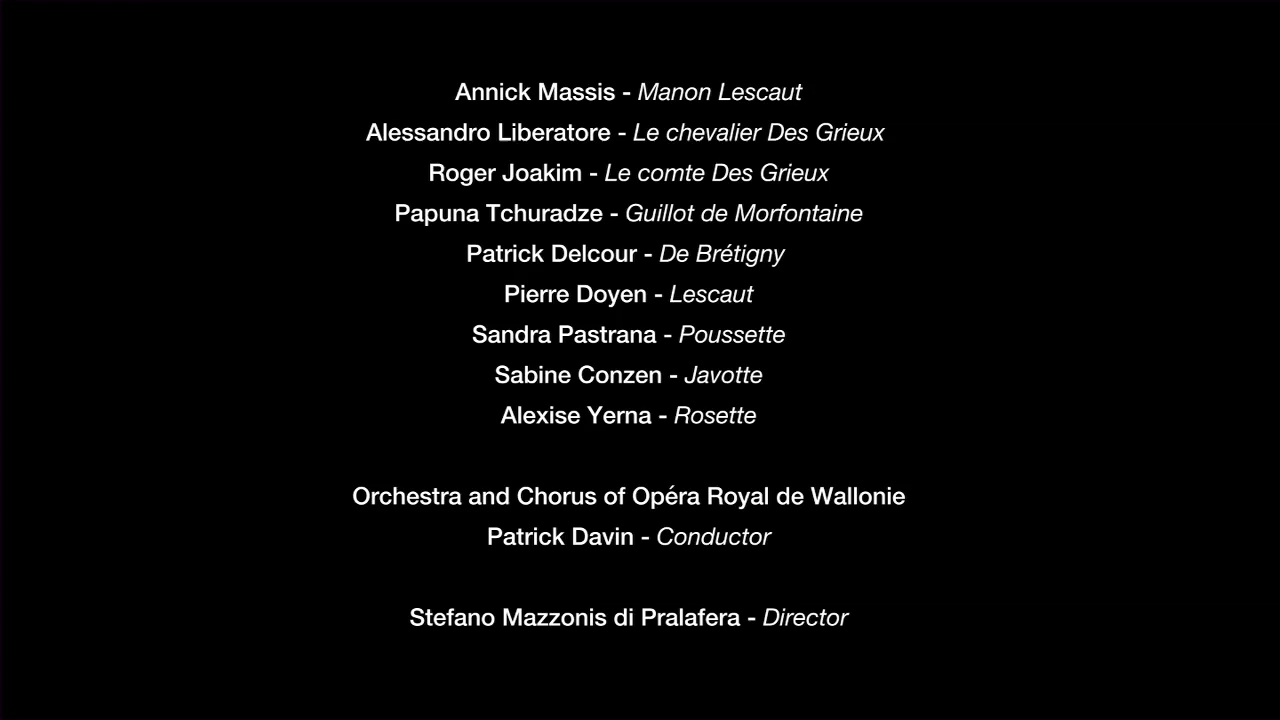 Annick Massis - Manon Lescaut
Alessandro Liberatore - Le chevalier Des Grieux
Roger Joakim - Le comte Des Grieux
Papuna Tchuradze - Guillot de Morfontaine
Patrick Delcour - De Brétigny
Pierre Doyen - Lescaut
Sandra Pastrana - Poussette
Sabine Conzen - Javotte
Alexise Yerna - Rosette
Orchestra and Chorus of Opéra Royal de Wallonie
Patrick Davin - Conductor
Stefano Mazzonis di Pralafera - Director